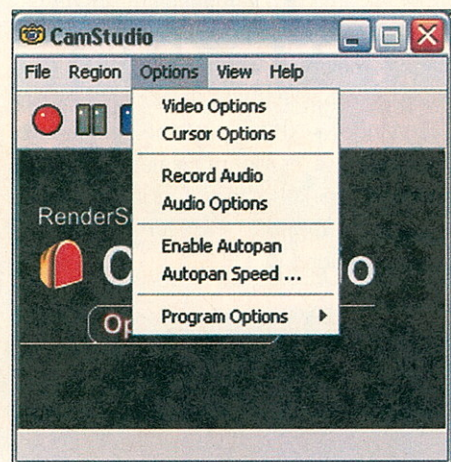 CamStudio
File Region Options View Help
Video Options
Cursor Options
Record Audio
Audio Options
Enable Autopan
Autopan Speed ...
Program Options
RenderS
C
o
Op